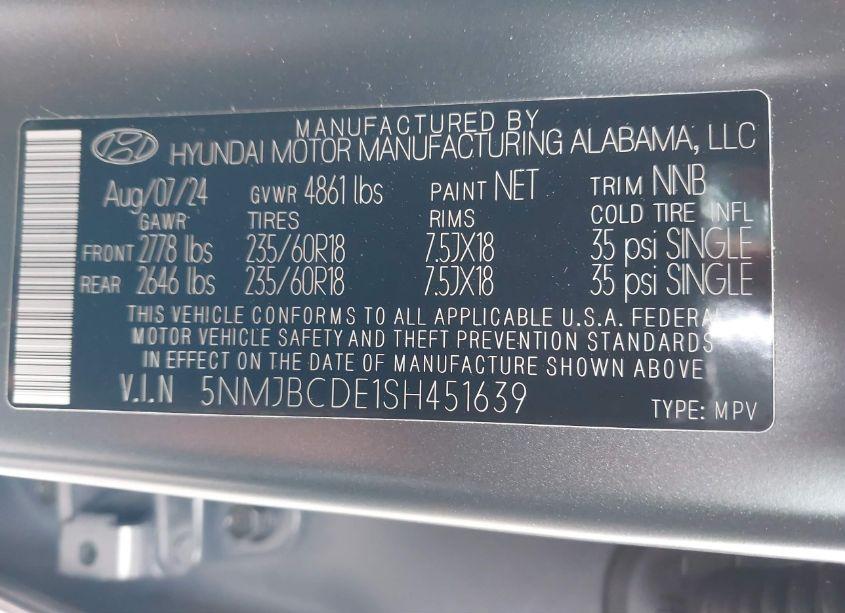 MANUFACTURED BY
HYUNDAI MOTOR MANUFACTURING ALABAMA, LLC
Aug/07/24 GVWR 4861 lbs PAINT NET TRIM NNB
GAWR TIRES RIMS COLD TIRE INFL
FRONT 2778 lbs 235/60R18 7.5JX18 35 psi SINGLE
REAR 2646 lbs 235/60R18 7.5JX18 35 psi SINGLE
THIS VEHICLE CONFORMS TO ALL APPLICABLE U.S.A. FEDERAL
MOTOR VEHICLE SAFETY AND THEFT PREVENTION STANDARDS
IN EFFECT ON THE DATE OF MANUFACTURE SHOWN ABOVE
V.I.N 5NMJBCDE1SH451639 TYPE: MPV